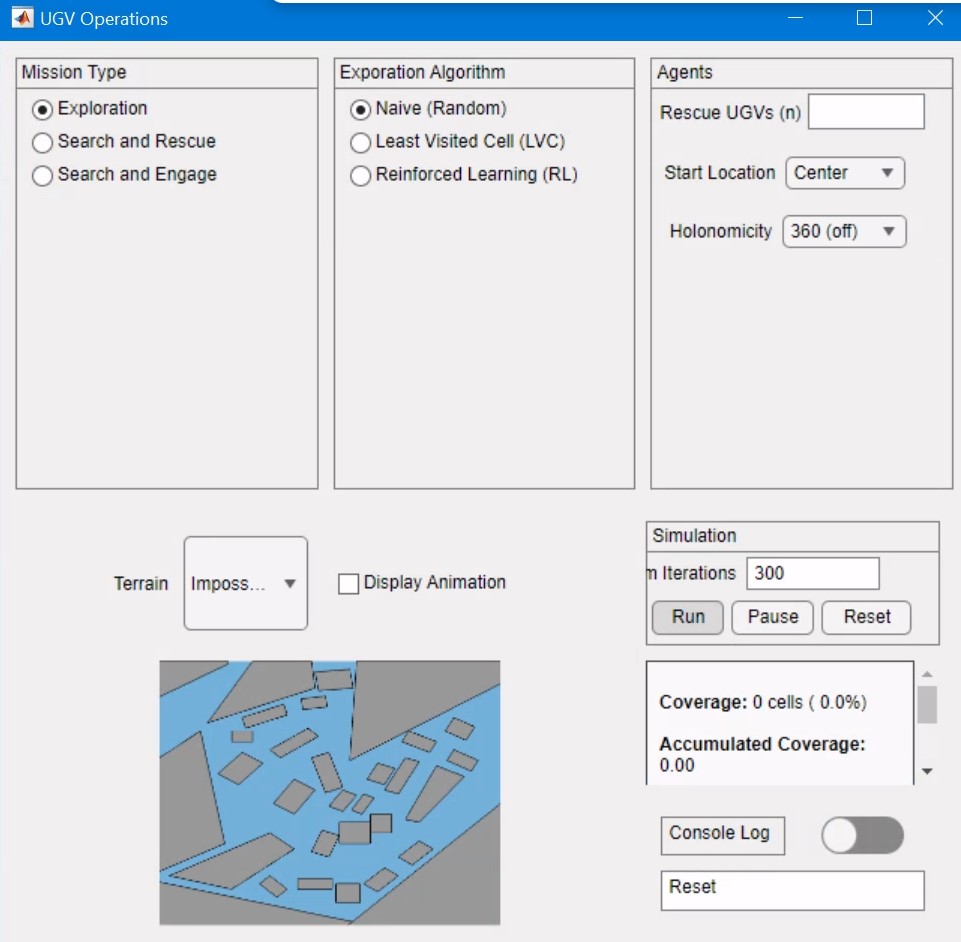 UGV Operations
Mission Type
Exploration
Search and Rescue
Search and Engage
Exporation Algorithm
Naive (Random)
Least Visited Cell (LVC)
Reinforced Learning (RL)
Agents
Rescue UGVs (n)
Start Location Center
Holonomicity 360 (off)
Terrain Imposs...
Display Animation
Simulation
m Iterations 300
Run Pause Reset
Coverage: 0 cells ( 0.0%)
Accumulated Coverage:
0.00
Console Log
Reset